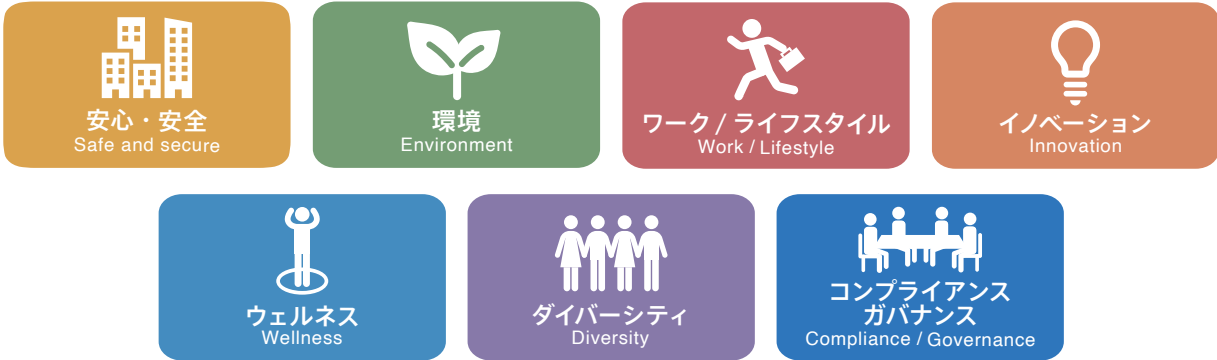 安心・安全
Safe and secure
環境
Environment
ワーク / ライフスタイル
Work / Lifestyle
イノベーション
Innovation
ウェルネス
Wellness
ダイバーシティ
Diversity
コンプライアンス
ガバナンス
Compliance / Governance